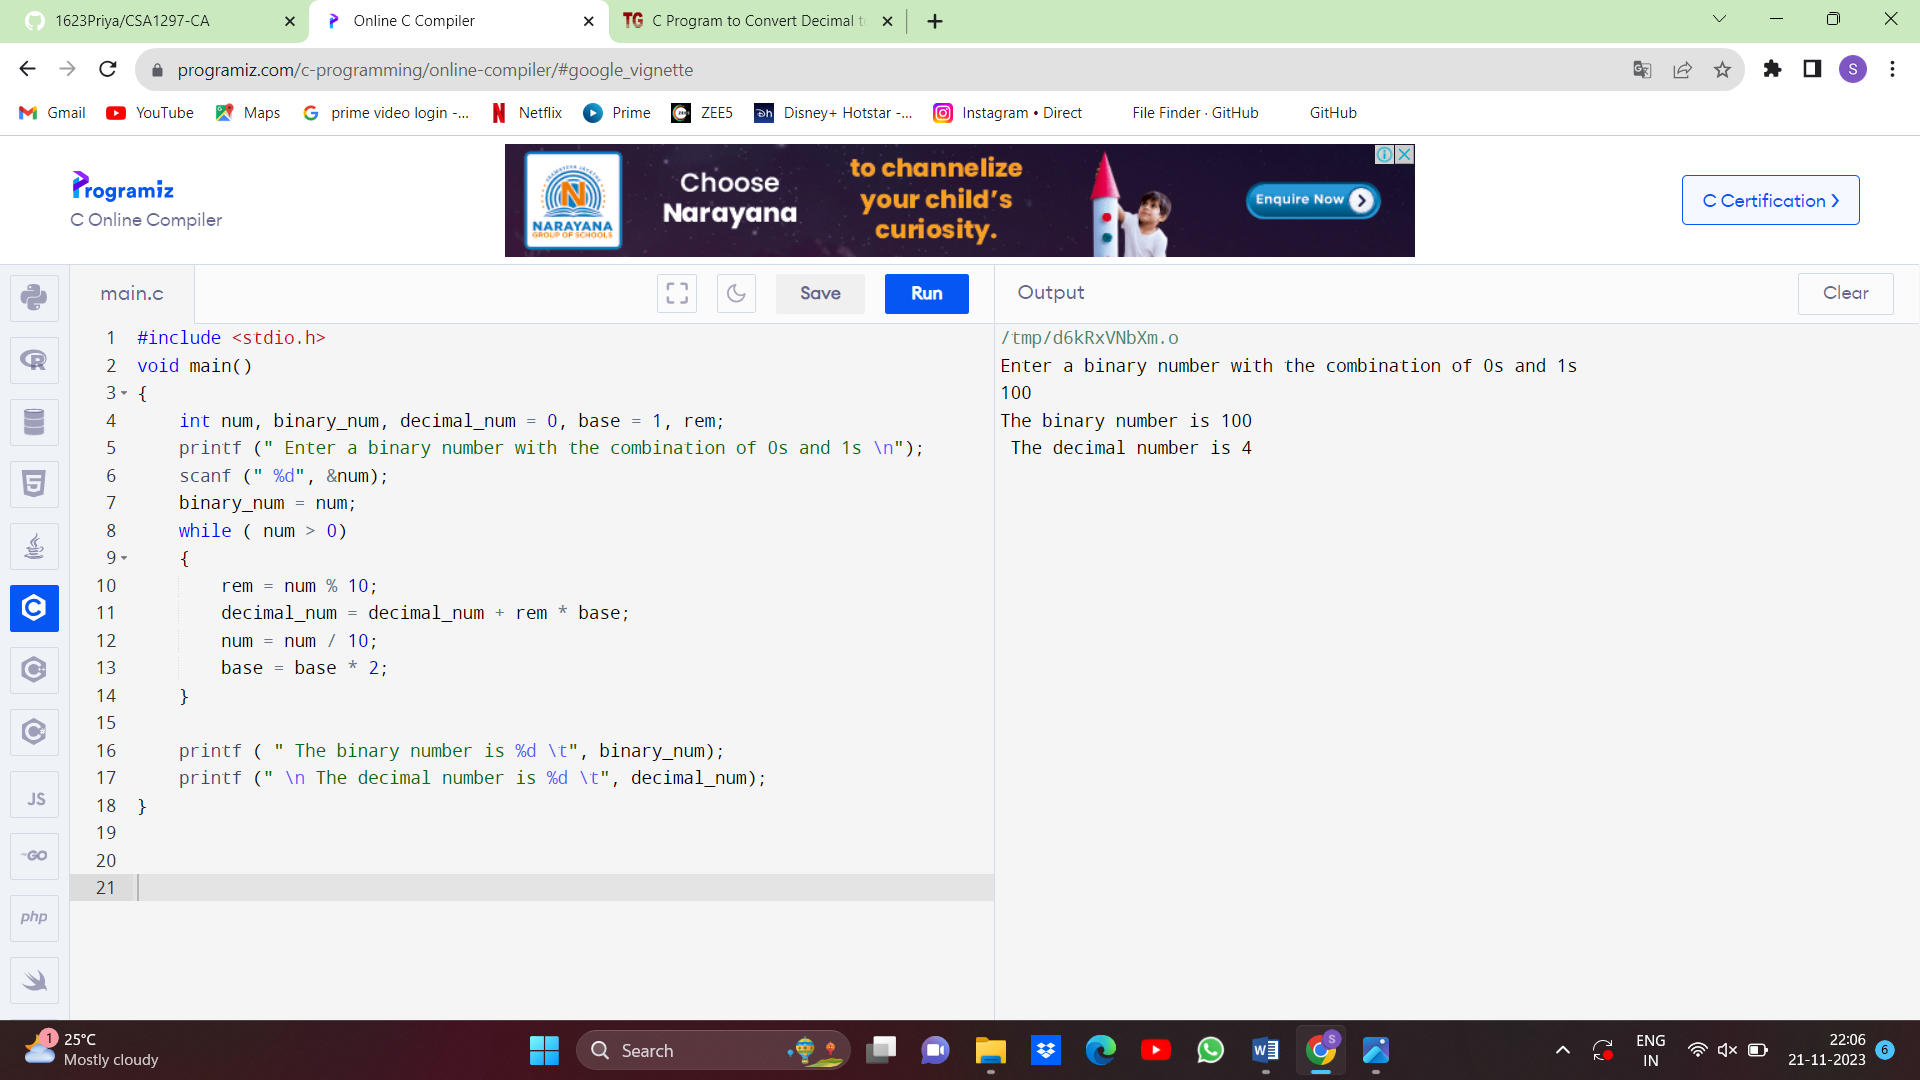 1623Priya/CSA1297-CA
Online C Compiler
TG C Program to Convert Decimal t
programiz.com/c-programming/online-compiler/#google_vignette
S
Gmail YouTube Maps prime video login -... Netflix Prime ZEE5 Disney+ Hotstar -... Instagram • Direct File Finder · GitHub GitHub
Programiz
C Online Compiler
NARAYANA
GROUP OF SCHOOLS
Choose
Narayana
to channelize
your child's
curiosity.
Enquire Now
C Certification
main.c
Save
Run
Output
Clear
1 #include <stdio.h>
2 void main()
3 {
4 int num, binary_num, decimal_num = 0, base = 1, rem;
5 printf (" Enter a binary number with the combination of 0s and 1s \n");
6 scanf (" %d", &num);
7 binary_num = num;
8 while ( num > 0)
9 {
10 rem = num % 10;
11 decimal_num = decimal_num + rem * base;
12 num = num / 10;
13 base = base * 2;
14 }
15
16 printf ( " The binary number is %d \t", binary_num);
17 printf (" \n The decimal number is %d \t", decimal_num);
18 }
19
20
21
/tmp/d6kRxVNbXm.o
Enter a binary number with the combination of 0s and 1s
100
The binary number is 100
The decimal number is 4
JS
GO
php
1
25°C
Mostly cloudy
Search
S
ENG
IN
22:06
21-11-2023
6